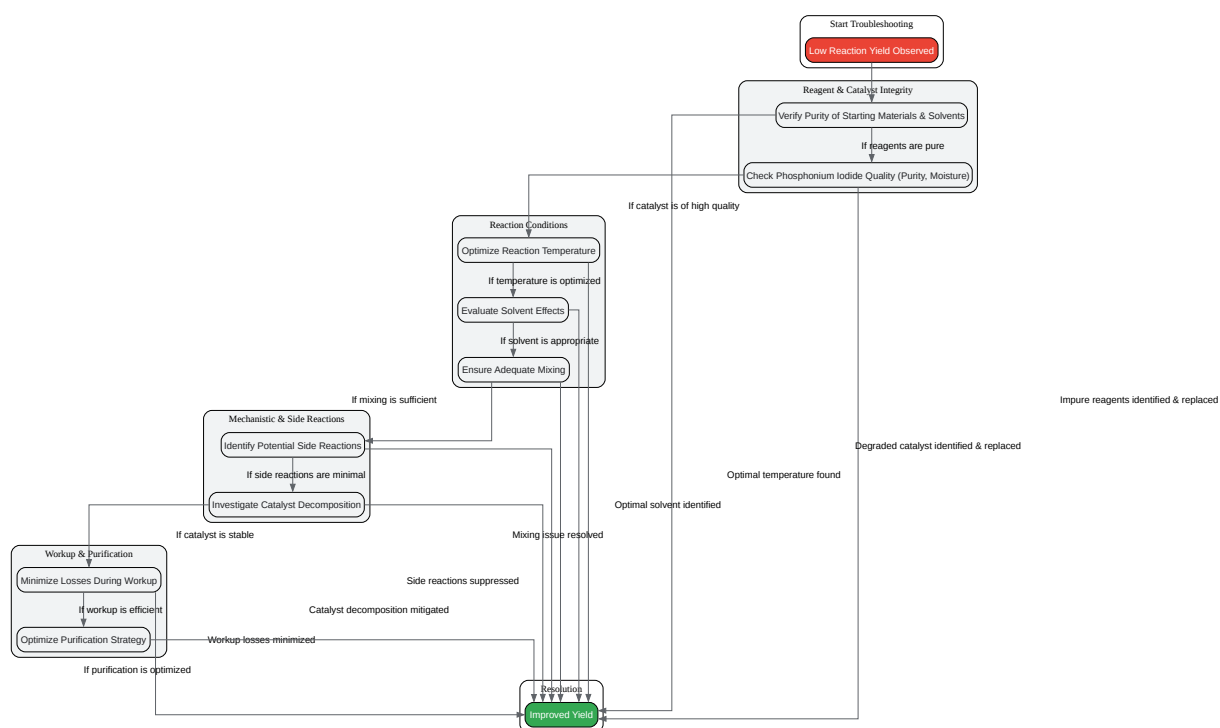 Start Troubleshooting
Low Reaction Yield Observed
Reagent & Catalyst Integrity
Verify Purity of Starting Materials & Solvents
If reagents are pure
Check Phosphonium Iodide Quality (Purity, Moisture)
If catalyst is of high quality
Reaction Conditions
Optimize Reaction Temperature
If temperature is optimized
Evaluate Solvent Effects
If solvent is appropriate
Ensure Adequate Mixing
If mixing is sufficient
Impure reagents identified & replaced
Mechanistic & Side Reactions
Identify Potential Side Reactions
Degraded catalyst identified & replaced
If side reactions are minimal
Optimal temperature found
Investigate Catalyst Decomposition
Optimal solvent identified
If catalyst is stable
Mixing issue resolved
Workup & Purification
Minimize Losses During Workup
Side reactions suppressed
If workup is efficient
Catalyst decomposition mitigated
Optimize Purification Strategy
Workup losses minimized
If purification is optimized
Resolution
Improved Yield